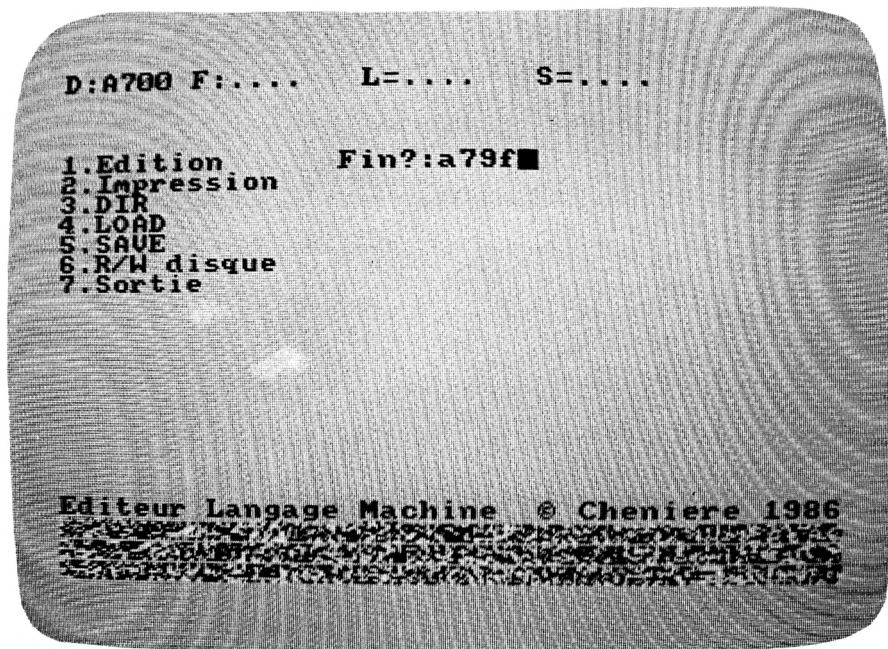 D:A700 F:.... L=.... S=....
1.Edition Fin?:a79f
2.Impression
3.DIR
4.LOAD
5.SAVE
6.R/W disque
7.Sortie
Editeur Langage Machine © Cheniere 1986